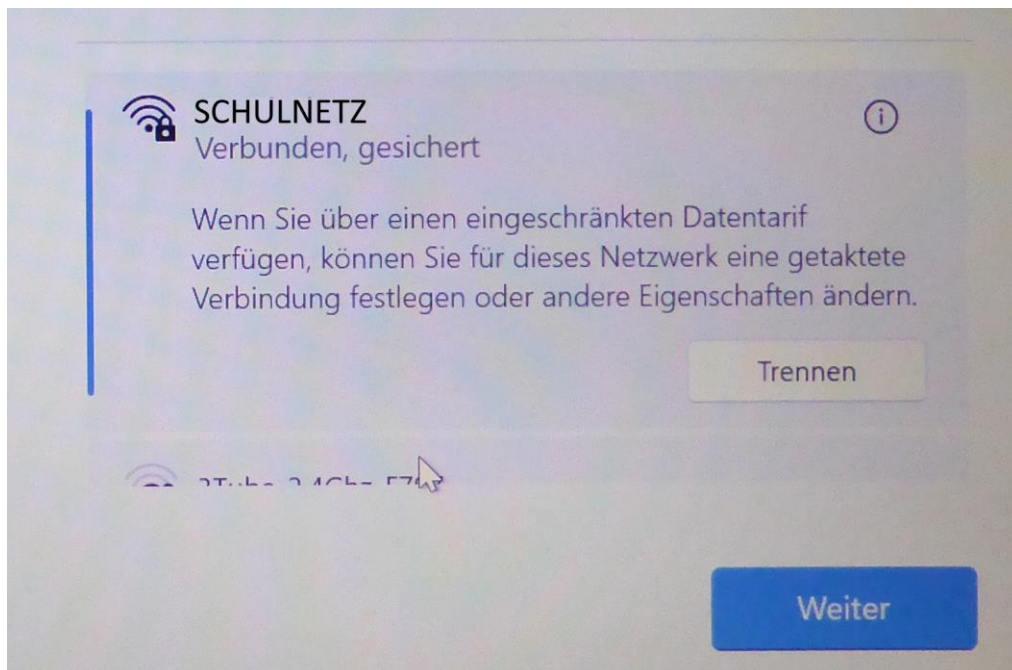 SCHULNETZ
Verbunden, gesichert
Wenn Sie über einen eingeschränkten Datentarif
verfügen, können Sie für dieses Netzwerk eine getaktete
Verbindung festlegen oder andere Eigenschaften ändern.
Trennen
Weiter